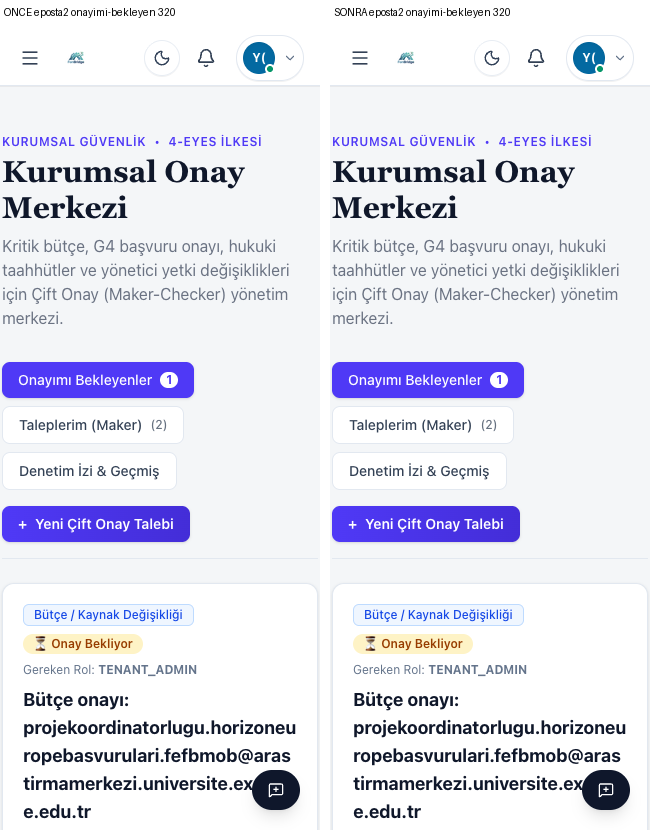 ONCE eposta2 onayimi-bekleyen 320
Y(
KURUMSAL GÜVENLİK • 4-EYES İLKESİ
Kurumsal Onay
Merkezi
Kritik bütçe, G4 başvuru onayı, hukuki
taahhütler ve yönetici yetki değişiklikleri
için Çift Onay (Maker-Checker) yönetim
merkezi.
Onayımı Bekleyenler 1
Taleplerim (Maker) (2)
Denetim İzi & Geçmiş
+ Yeni Çift Onay Talebi
Bütçe / Kaynak Değişikliği
⏳ Onay Bekliyor
Gereken Rol: TENANT_ADMIN
Bütçe onayı:
projekoordinatorlugu.horizoneu
ropebasvurulari.fefbmob@aras
tirmamerkezi.universite.ex
e.edu.tr
SONRA eposta2 onayimi-bekleyen 320
Y(
KURUMSAL GÜVENLİK • 4-EYES İLKESİ
Kurumsal Onay
Merkezi
Kritik bütçe, G4 başvuru onayı, hukuki
taahhütler ve yönetici yetki değişiklikleri
için Çift Onay (Maker-Checker) yönetim
merkezi.
Onayımı Bekleyenler 1
Taleplerim (Maker) (2)
Denetim İzi & Geçmiş
+ Yeni Çift Onay Talebi
Bütçe / Kaynak Değişikliği
⏳ Onay Bekliyor
Gereken Rol: TENANT_ADMIN
Bütçe onayı:
projekoordinatorlugu.horizoneu
ropebasvurulari.fefbmob@aras
tirmamerkezi.universite.ex
e.edu.tr